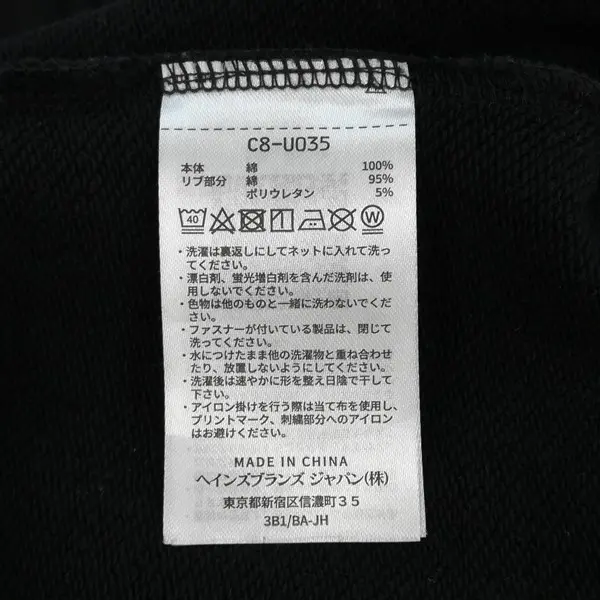 C8-U035
本体 綿 100%
リブ部分 綿 95%
ポリウレタン 5%
40 W
・洗濯は裏返しにしてネットに入れて洗っ
てください。
・漂白剤、蛍光増白剤を含んだ洗剤は、使
用しないでください。
・色物は他のものと一緒に洗わないでくだ
さい。
・ファスナーが付いている製品は、閉じて
洗ってください。
・水につけたまま他の洗濯物と重ね合わせ
たり、放置しないようにしてください。
・洗濯後は速やかに形を整え日陰で干して
下さい。
・アイロン掛けを行う際は当て布を使用し、
プリントマーク、刺繍部分へのアイロン
はお避けください。
MADE IN CHINA
ヘインズブランズ ジャパン(株)
東京都新宿区信濃町35
3B1/BA-JH